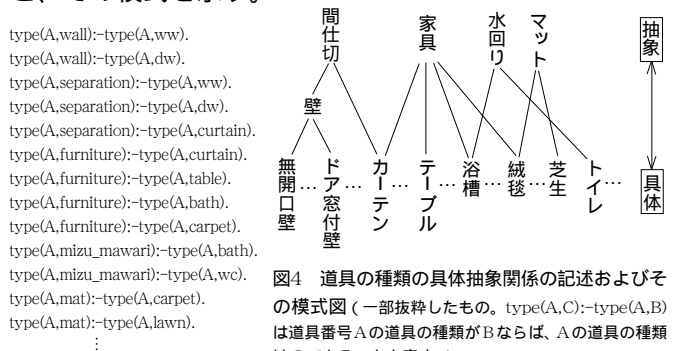 type(A,wall):-type(A,ww).
type(A,wall):-type(A,dw).
type(A,separation):-type(A,ww).
type(A,separation):-type(A,dw).
type(A,separation):-type(A,curtain).
type(A,furniture):-type(A,curtain).
type(A,furniture):-type(A,table).
type(A,furniture):-type(A,bath).
type(A,furniture):-type(A,carpet).
type(A,mizu_mawari):-type(A,bath).
type(A,mizu_mawari):-type(A,wc).
type(A,mat):-type(A,carpet).
type(A,mat):-type(A,lawn).
⋮
間仕切
家具
水回り
マット
抽象
壁
無開口壁
…
ドア窓付壁
…
カーテン
…
テーブル
…
浴槽
…
絨毯
…
芝生
トイレ
…
具体
図4 道具の種類の具体抽象関係の記述およびそ
の模式図 ( 一部抜粋したもの。type(A,C):-type(A,B)
は道具番号Aの道具の種類がBならば、Aの道具の種類